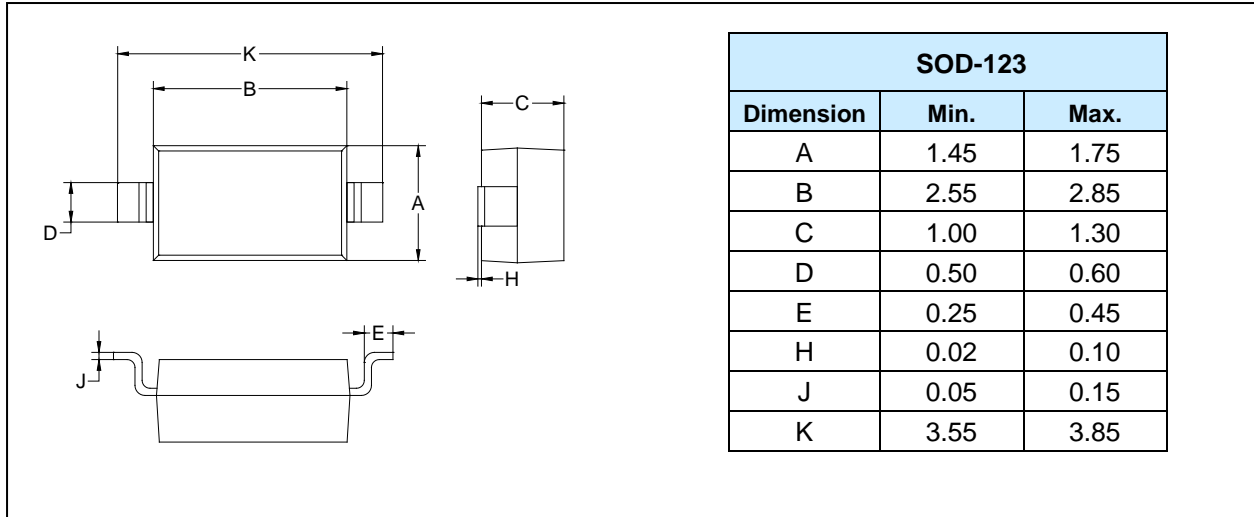 K
B
C
A
D
H
E
J
SOD-123
Dimension Min. Max.
A 1.45 1.75
B 2.55 2.85
C 1.00 1.30
D 0.50 0.60
E 0.25 0.45
H 0.02 0.10
J 0.05 0.15
K 3.55 3.85